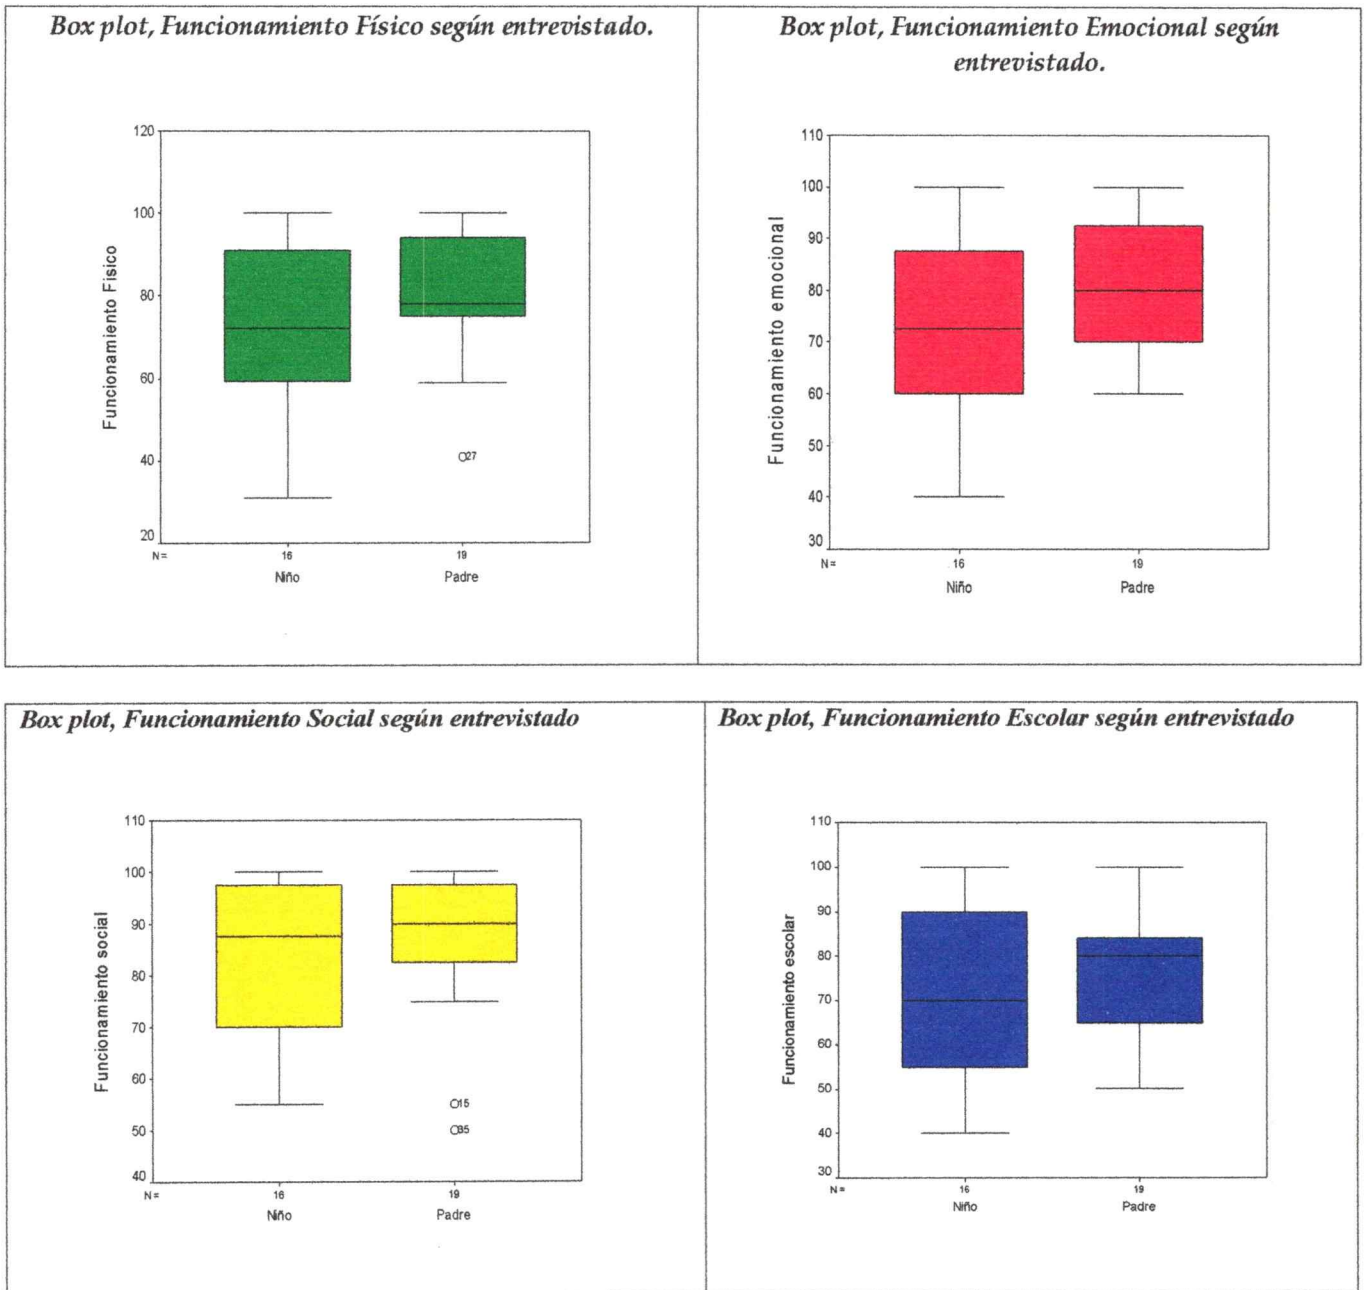 Box plot, Funcionamiento Físico según entrevistado.
120
100
80
60
40
20
Funcionamiento Fisico
O27
N =
16
19
Niño
Padre
Box plot, Funcionamiento Emocional según
entrevistado.
110
100
90
80
70
60
50
40
30
Funcionamiento emocional
N =
16
19
Niño
Padre
Box plot, Funcionamiento Social según entrevistado
110
100
90
80
70
60
50
40
Funcionamiento social
O15
O35
N =
16
19
Niño
Padre
Box plot, Funcionamiento Escolar según entrevistado
110
100
90
80
70
60
50
40
30
Funcionamiento escolar
N =
16
19
Niño
Padre